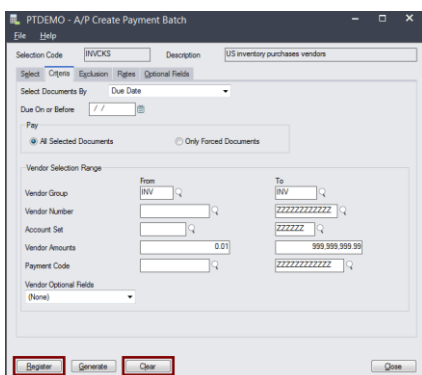 PTDEMO - A/P Create Payment Batch
File Help
Selection Code INVCKS Description US inventory purchases vendors
Select Criteria Exclusion Rates Optional Fields
Select Documents By Due Date
Due On or Before / /
Pay
All Selected Documents Only Forced Documents
Vendor Selection Range
From To
Vendor Group INV INV
Vendor Number ZZZZZZZZZZZZ
Account Set ZZZZZZ
Vendor Amounts 0.01 999,999,999.99
Payment Code ZZZZZZZZZZZZ
Vendor Optional Fields
(None)
Register Generate Clear Close